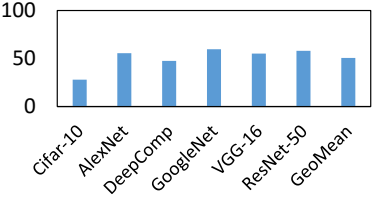 100
50
0
Cifar-10
AlexNet
DeepComp
GoogleNet
VGG-16
ResNet-50
GeoMean